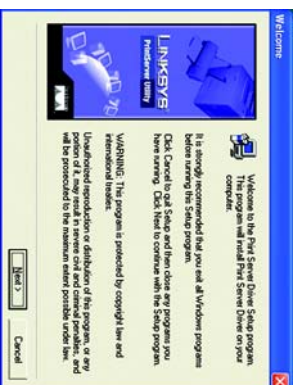 Welcome
LINKSYS
PrintServer Utility
Welcome to the Print Server Driver Setup program.
This program will install Print Server Driver on your
computer.
It is strongly recommended that you exit all Windows programs
before running this Setup program.
Click Cancel to quit Setup and then close any programs you
have running. Click Next to continue with the Setup program.
WARNING: This program is protected by copyright law and
international treaties.
Unauthorized reproduction or distribution of this program, or any
portion of it, may result in severe civil and criminal penalties, and
will be prosecuted to the maximum extent possible under law.
Next >
Cancel